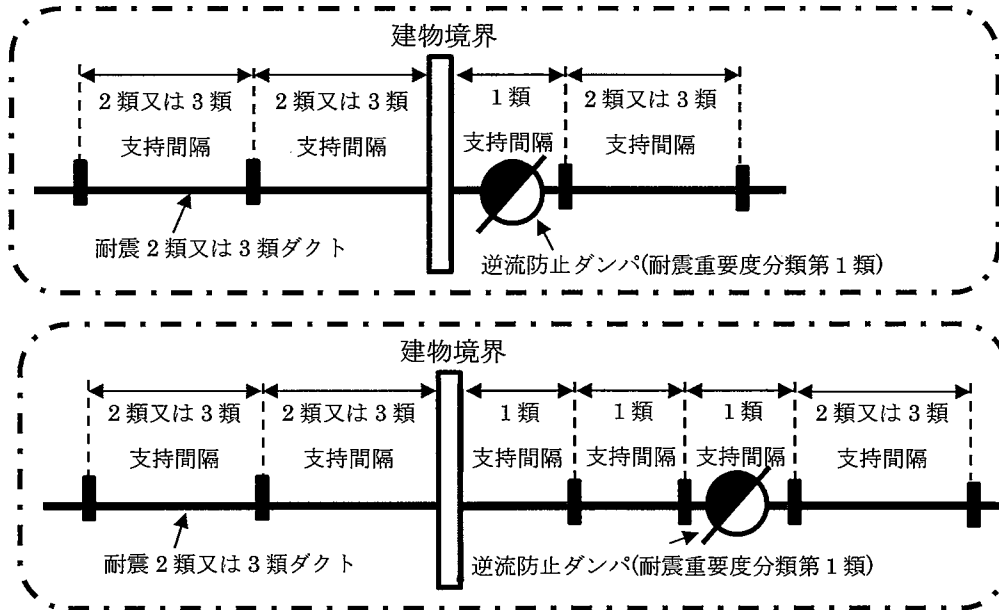 建物境界
2類又は3類 2類又は3類 1類 2類又は3類
支持間隔 支持間隔 支持間隔 支持間隔
耐震2類又は3類ダクト 逆流防止ダンパ(耐震重要度分類第1類)
建物境界
2類又は3類 2類又は3類 1類 1類 1類 2類又は3類
支持間隔 支持間隔 支持間隔 支持間隔 支持間隔 支持間隔
耐震2類又は3類ダクト 逆流防止ダンパ(耐震重要度分類第1類)